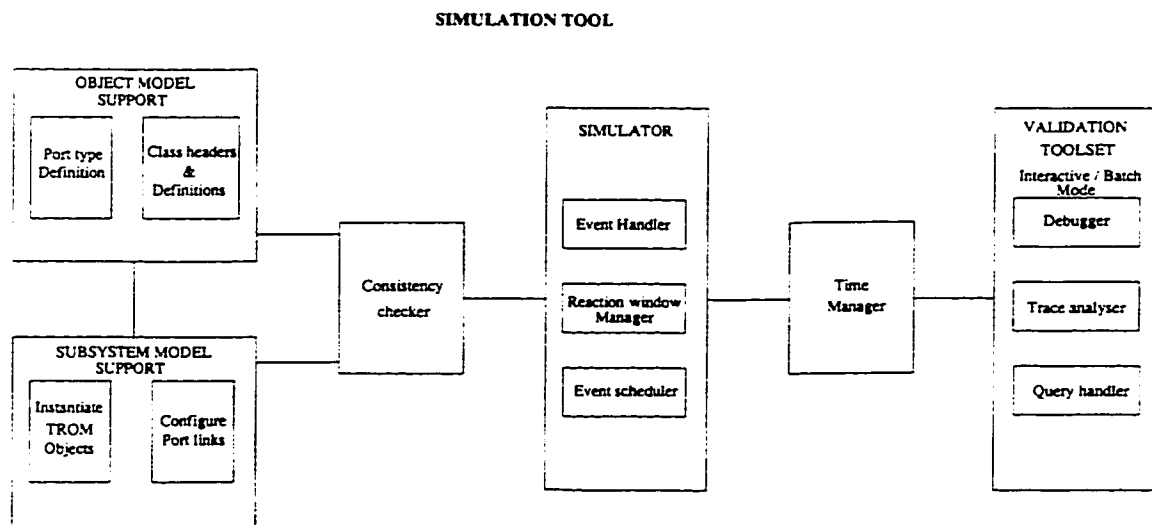 SIMULATION TOOL
OBJECT MODEL
SUPPORT
Port type
Definition
Class headers
&
Definitions
SUBSYSTEM MODEL
SUPPORT
Instantiate
TROM
Objects
Configure
Port links
Consistency
checker
SIMULATOR
Event Handler
Reaction window
Manager
Event scheduler
Time
Manager
VALIDATION
TOOLSET
Interactive / Batch
Mode
Debugger
Trace analyser
Query handler